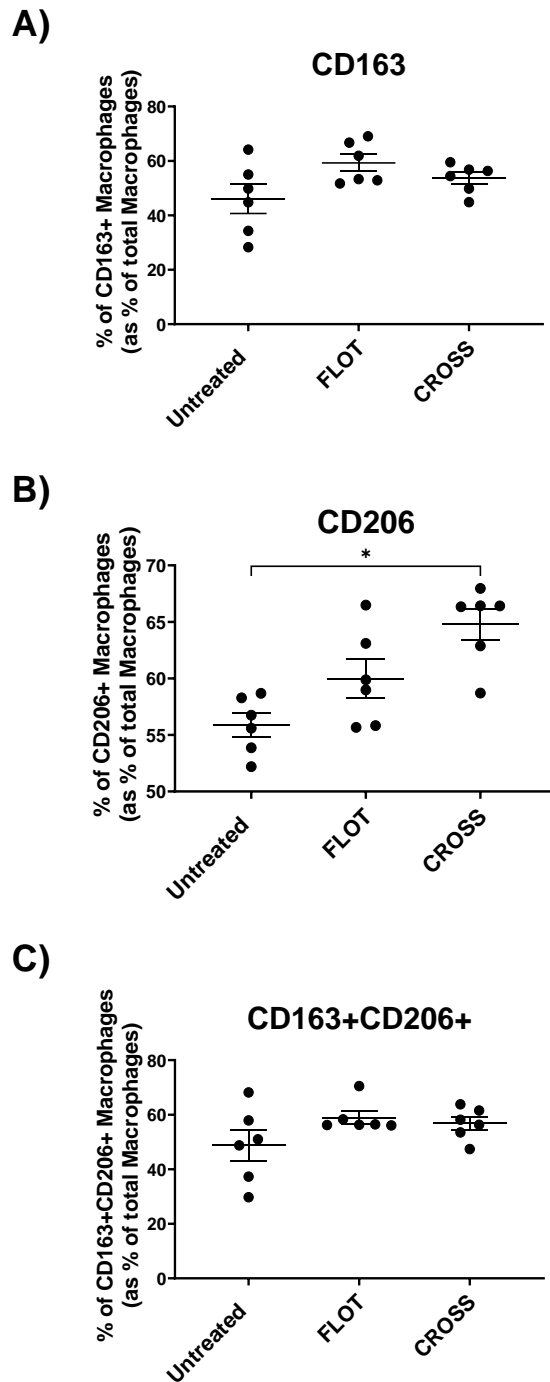 A)
CD163
% of CD163+ Macrophages
(as % of total Macrophages)
80
60
40
20
0
Untreated
FLOT
CROSS
B)
CD206
*
% of CD206+ Macrophages
(as % of total Macrophages)
70
65
60
55
50
Untreated
FLOT
CROSS
C)
CD163+CD206+
% of CD163+CD206+ Macrophages
(as % of total Macrophages)
80
60
40
20
0
Untreated
FLOT
CROSS